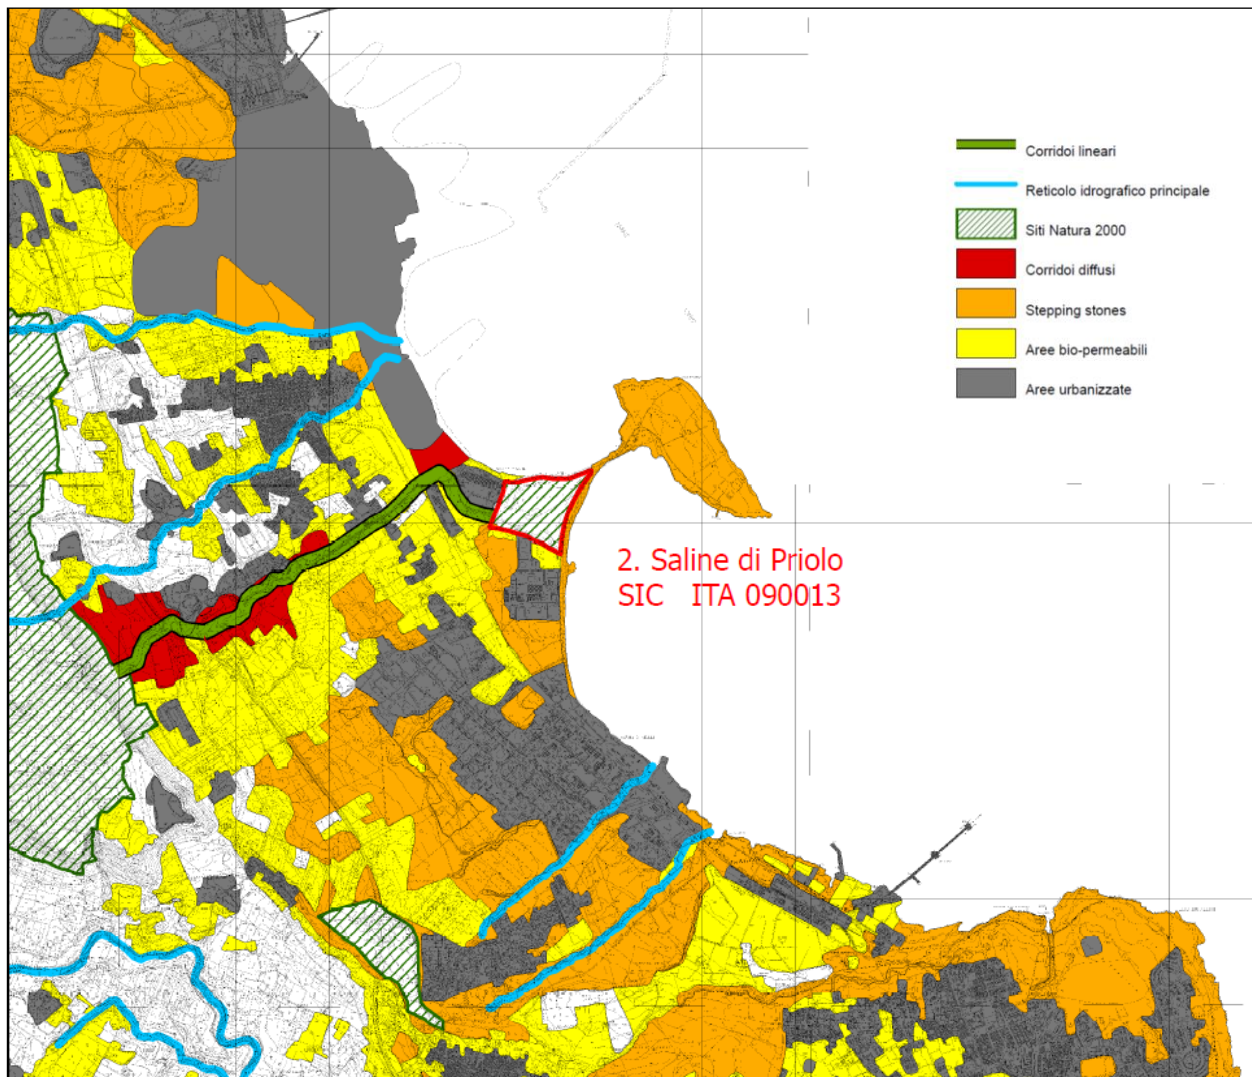 Corridoi lineari
Reticolo idrografico principale
Siti Natura 2000
Corridoi diffusi
Stepping stones
Aree bio-permeabili
Aree urbanizzate
2. Saline di Priolo
SIC ITA 090013